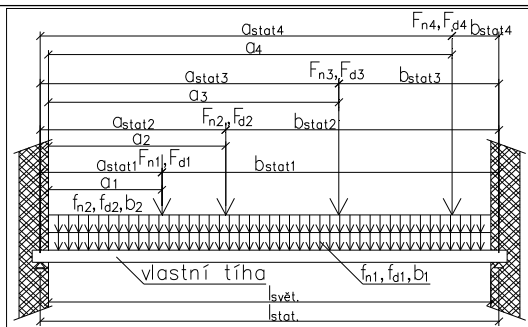 Fn4,Fd4
astat4 bstat4
a4
Fn3,Fd3
astat3 bstat3
a3
Fn2,Fd2
astat2 bstat2
a2
Fn1,Fd1
astat1 bstat1
a1
fn2,fd2,b2
vlastní tíha fn1,fd1,b1
lsvět.
lstat.